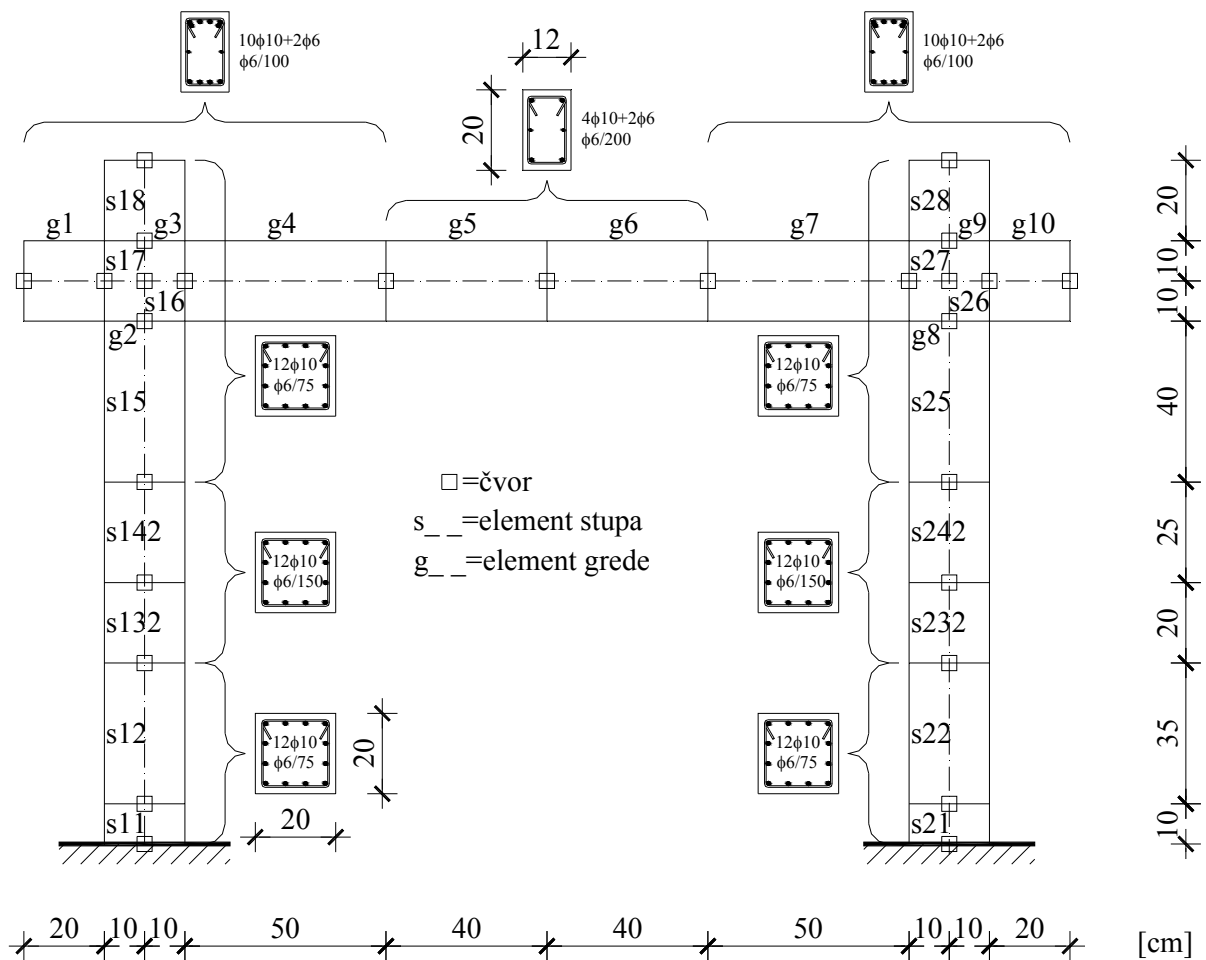 10ϕ10+2ϕ6
ϕ6/100
12
10ϕ10+2ϕ6
ϕ6/100
20
4ϕ10+2ϕ6
ϕ6/200
s18
s28
20
g1
g3
g4
g5
g6
g7
g9
g10
s17
s27
10
s16
s26
10
g2
g8
12ϕ10
ϕ6/75
12ϕ10
ϕ6/75
s15
s25
40
□=čvor
s_ _=element stupa
g_ _=element grede
s142
s242
25
12ϕ10
ϕ6/150
12ϕ10
ϕ6/150
s132
s232
20
s12
s22
35
12ϕ10
ϕ6/75
20
12ϕ10
ϕ6/75
s11
20
s21
10
20 10 10 50 40 40 50 10 10 20 [cm]